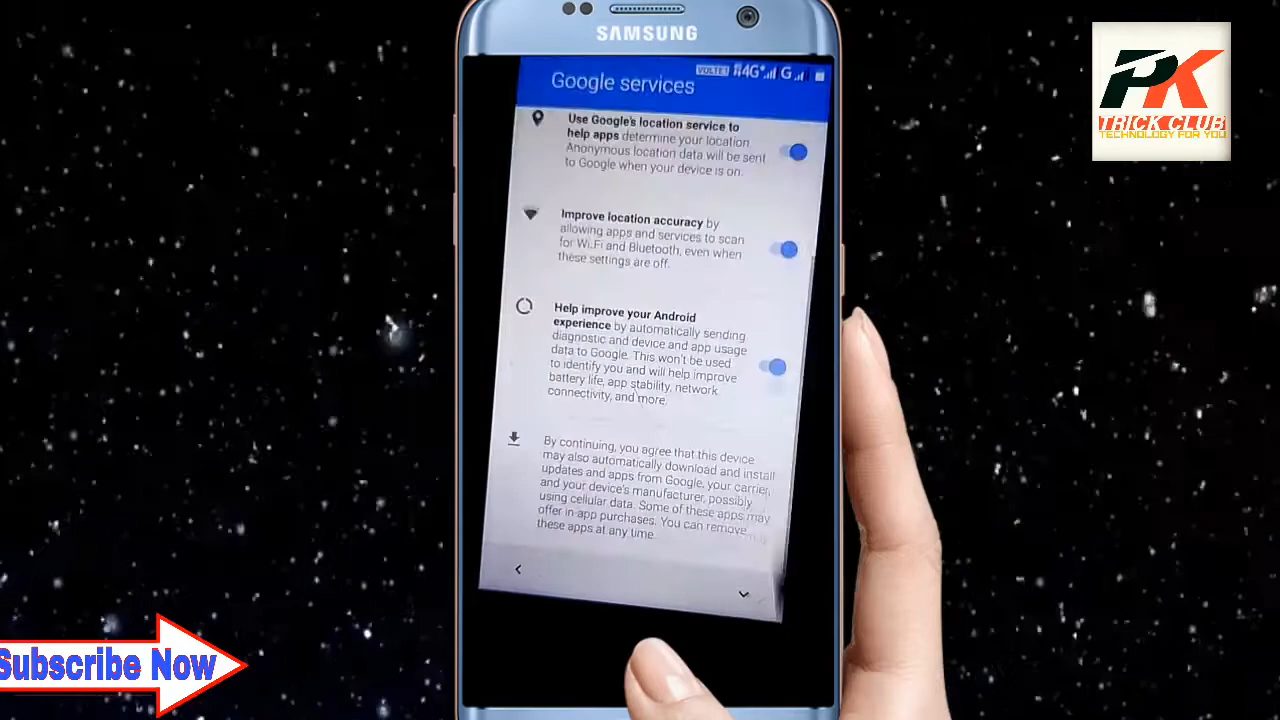 SAMSUNG
VOLTE1 4G+ G
Google services
Use Google's location service to
help apps determine your location.
Anonymous location data will be sent
to Google when your device is on.
Improve location accuracy by
allowing apps and services to scan
for Wi-Fi and Bluetooth, even when
these settings are off.
Help improve your Android
experience by automatically sending
diagnostic and device and app usage
data to Google. This won't be used
to identify you and will help improve
battery life, app stability, network
connectivity, and more.
By continuing, you agree that this device
may also automatically download and install
updates and apps from Google, your carrier,
and your device's manufacturer, possibly
using cellular data. Some of these apps may
offer in-app purchases. You can remove
these apps at any time.
PK
TRICK CLUB
TECHNOLOGY FOR YOU
Subscribe Now